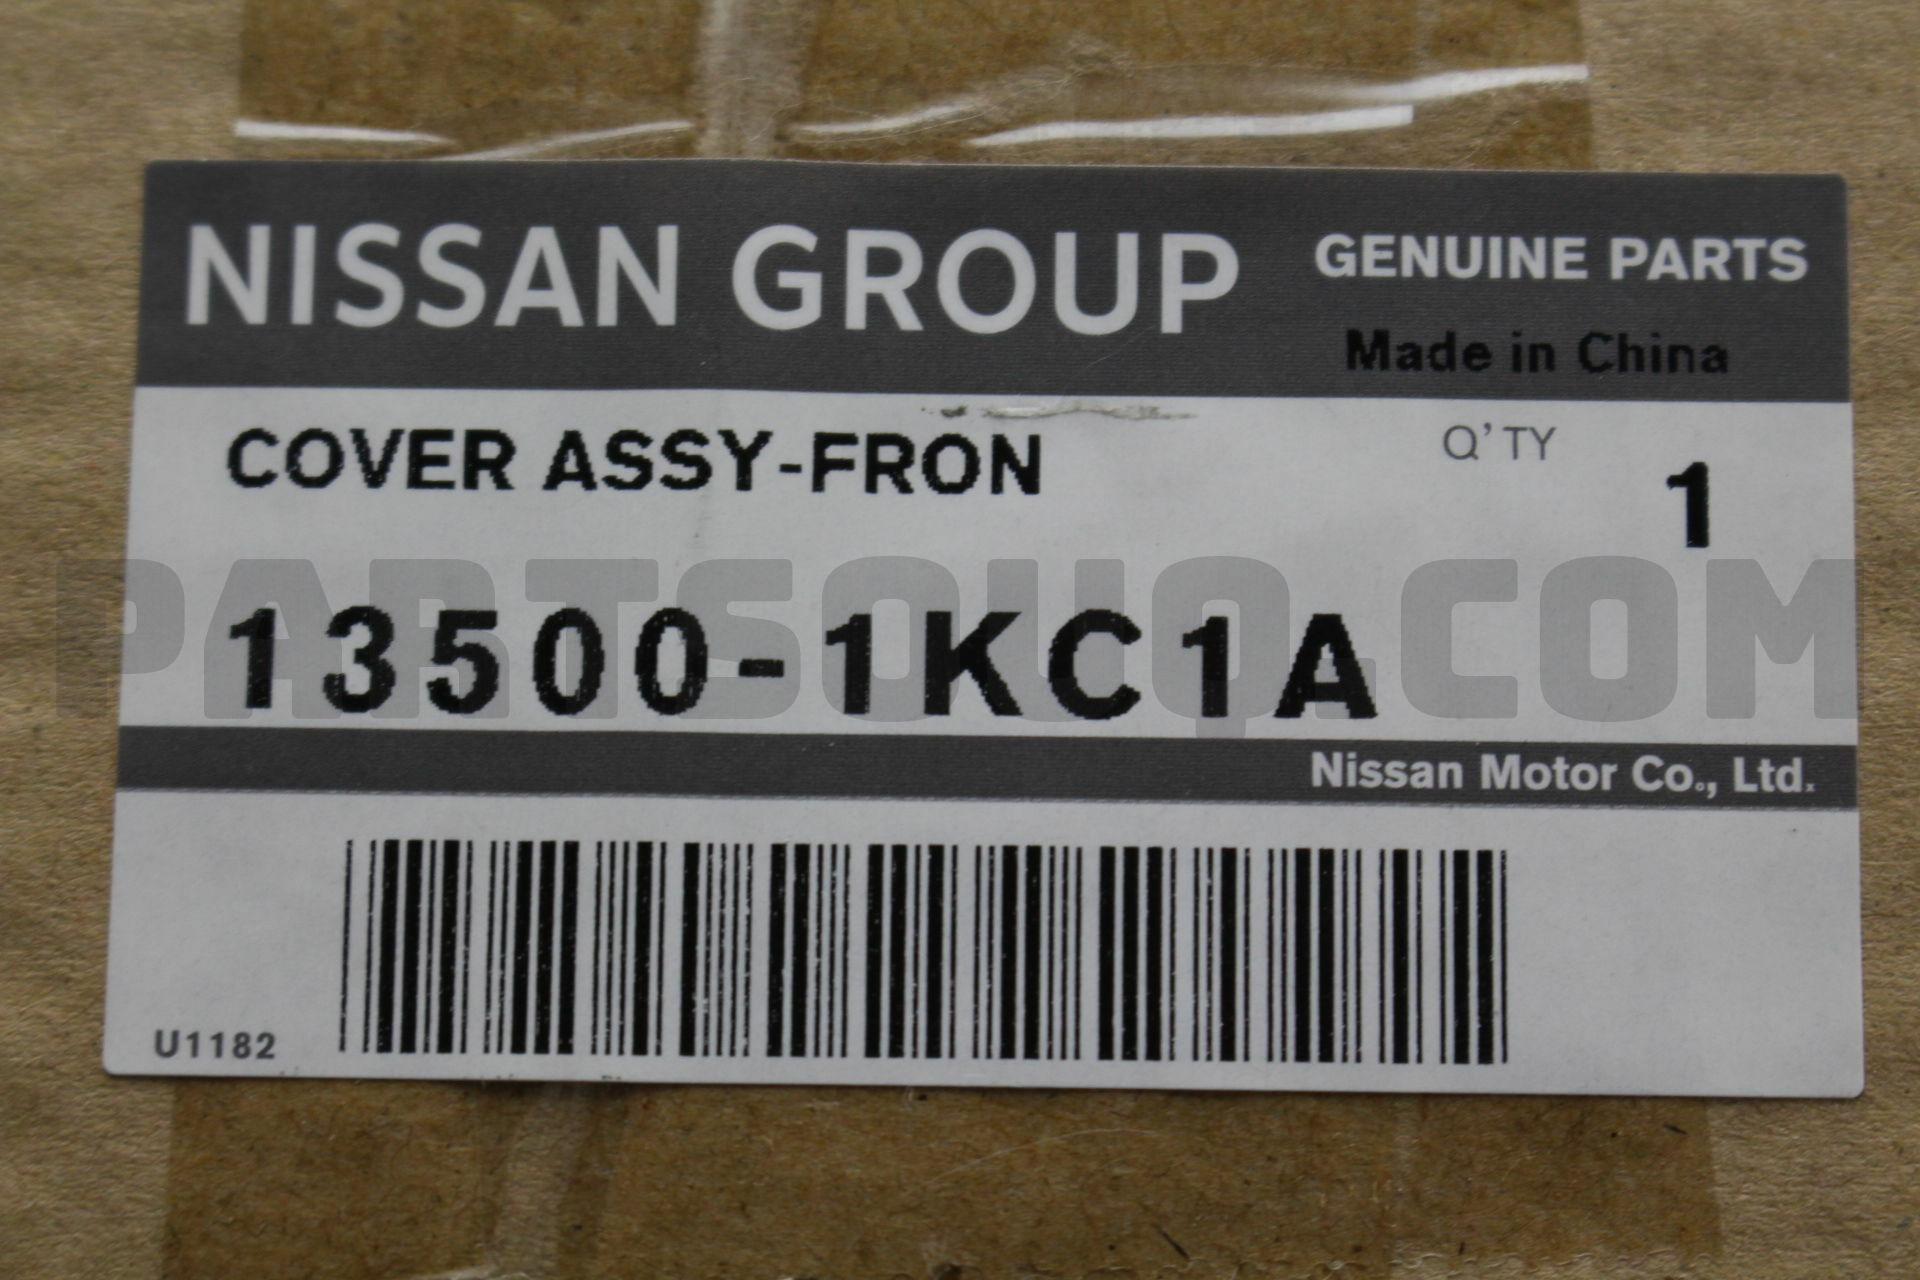 NISSAN GROUP GENUINE PARTS
Made in China
COVER ASSY-FRON Q'TY 1
13500-1KC1A
PARTSOUQ.COM
Nissan Motor Co., Ltd.
U1182